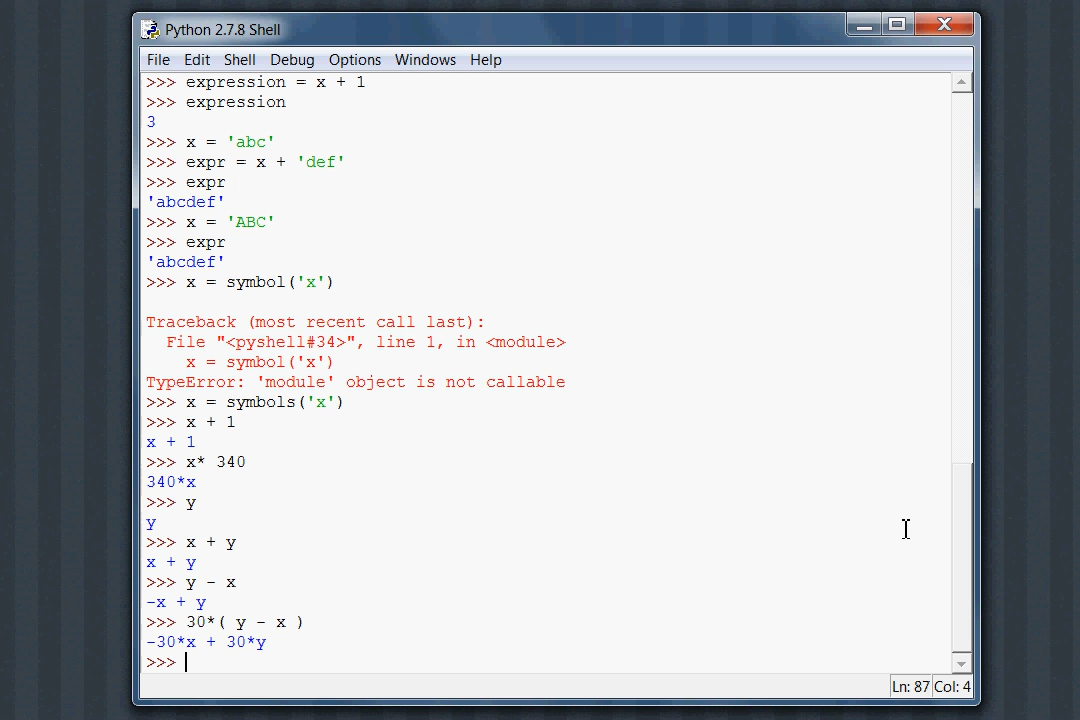 Python 2.7.8 Shell
File Edit Shell Debug Options Windows Help
>>> expression = x + 1
>>> expression
3
>>> x = 'abc'
>>> expr = x + 'def'
>>> expr
'abcdef'
>>> x = 'ABC'
>>> expr
'abcdef'
>>> x = symbol('x')
Traceback (most recent call last):
  File "<pyshell#34>", line 1, in <module>
    x = symbol('x')
TypeError: 'module' object is not callable
>>> x = symbols('x')
>>> x + 1
x + 1
>>> x* 340
340*x
>>> y
y
>>> x + y
x + y
>>> y - x
-x + y
>>> 30*( y - x )
-30*x + 30*y
>>>
Ln: 87 Col: 4